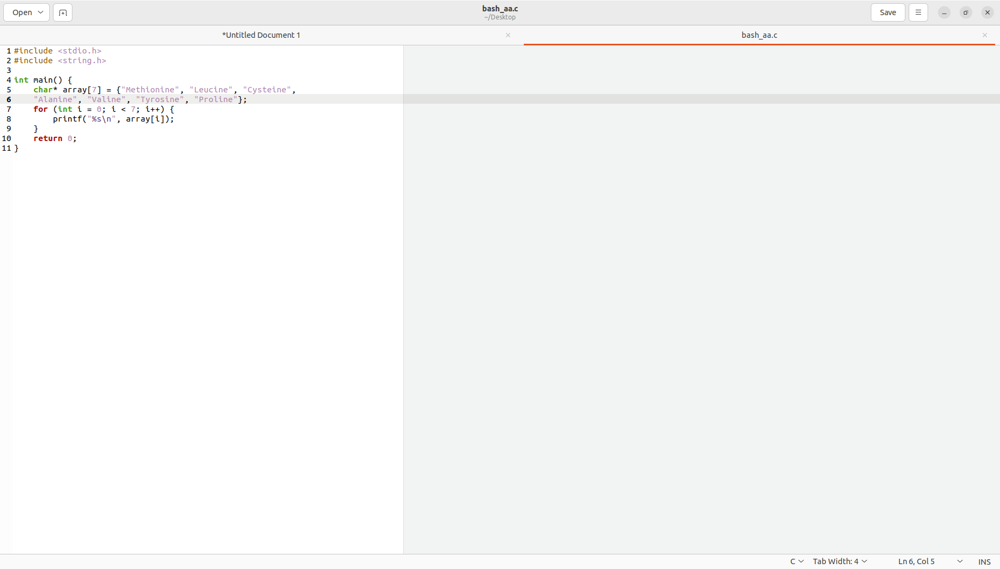 Open
bash_aa.c
~/Desktop
Save
*Untitled Document 1
bash_aa.c
1 #include <stdio.h>
2 #include <string.h>
3
4 int main() {
5     char* array[7] = {"Methionine", "Leucine", "Cysteine",
6     "Alanine", "Valine", "Tyrosine", "Proline"};
7     for (int i = 0; i < 7; i++) {
8         printf("%s\n", array[i]);
9     }
10     return 0;
11 }
C Tab Width: 4 Ln 6, Col 5 INS